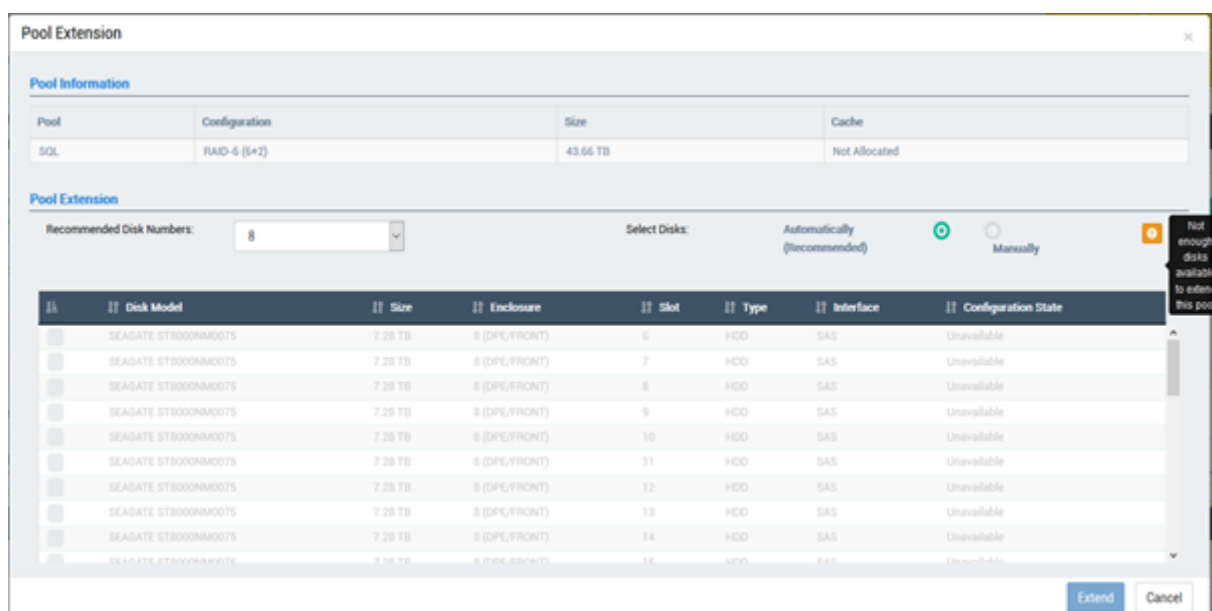 Pool Extension
Pool Information
Pool Configuration Size Cache
SQL RAID-6 (6+2) 43.66 TB Not Allocated
Pool Extension
Recommended Disk Numbers: 8 Select Disks: Automatically (Recommended) Manually
Not
enough
disks
availabl
to exten
this poo
Disk Model Size Enclosure Slot Type Interface Configuration State
SEAGATE ST8000NM0075 7.28 TB 8 (DPE/FRONT) 6 HDD SAS Unavailable
SEAGATE ST8000NM0075 7.28 TB 8 (DPE/FRONT) 7 HDD SAS Unavailable
SEAGATE ST8000NM0075 7.28 TB 8 (DPE/FRONT) 8 HDD SAS Unavailable
SEAGATE ST8000NM0075 7.28 TB 8 (DPE/FRONT) 9 HDD SAS Unavailable
SEAGATE ST8000NM0075 7.28 TB 8 (DPE/FRONT) 10 HDD SAS Unavailable
SEAGATE ST8000NM0075 7.28 TB 8 (DPE/FRONT) 11 HDD SAS Unavailable
SEAGATE ST8000NM0075 7.28 TB 8 (DPE/FRONT) 12 HDD SAS Unavailable
SEAGATE ST8000NM0075 7.28 TB 8 (DPE/FRONT) 13 HDD SAS Unavailable
SEAGATE ST8000NM0075 7.28 TB 8 (DPE/FRONT) 14 HDD SAS Unavailable
Extend Cancel